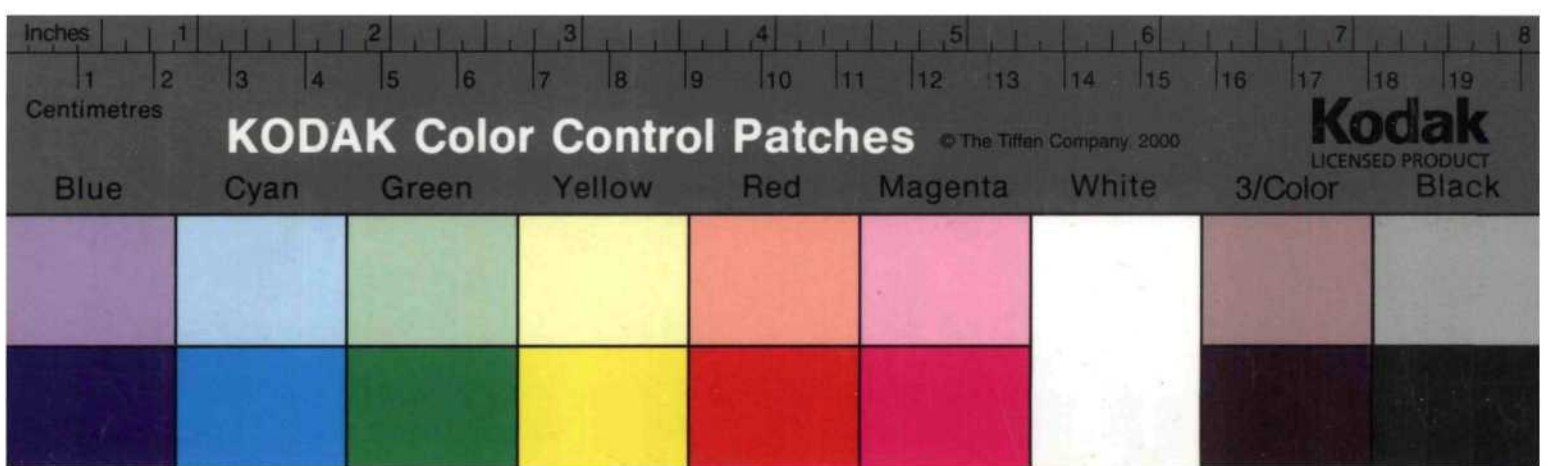 Inches 1 2 3 4 5 6 7 8
1 2 3 4 5 6 7 8 9 10 11 12 13 14 15 16 17 18 19
Centimetres
KODAK Color Control Patches © The Tiffen Company, 2000
Kodak
LICENSED PRODUCT
Blue Cyan Green Yellow Red Magenta White 3/Color Black